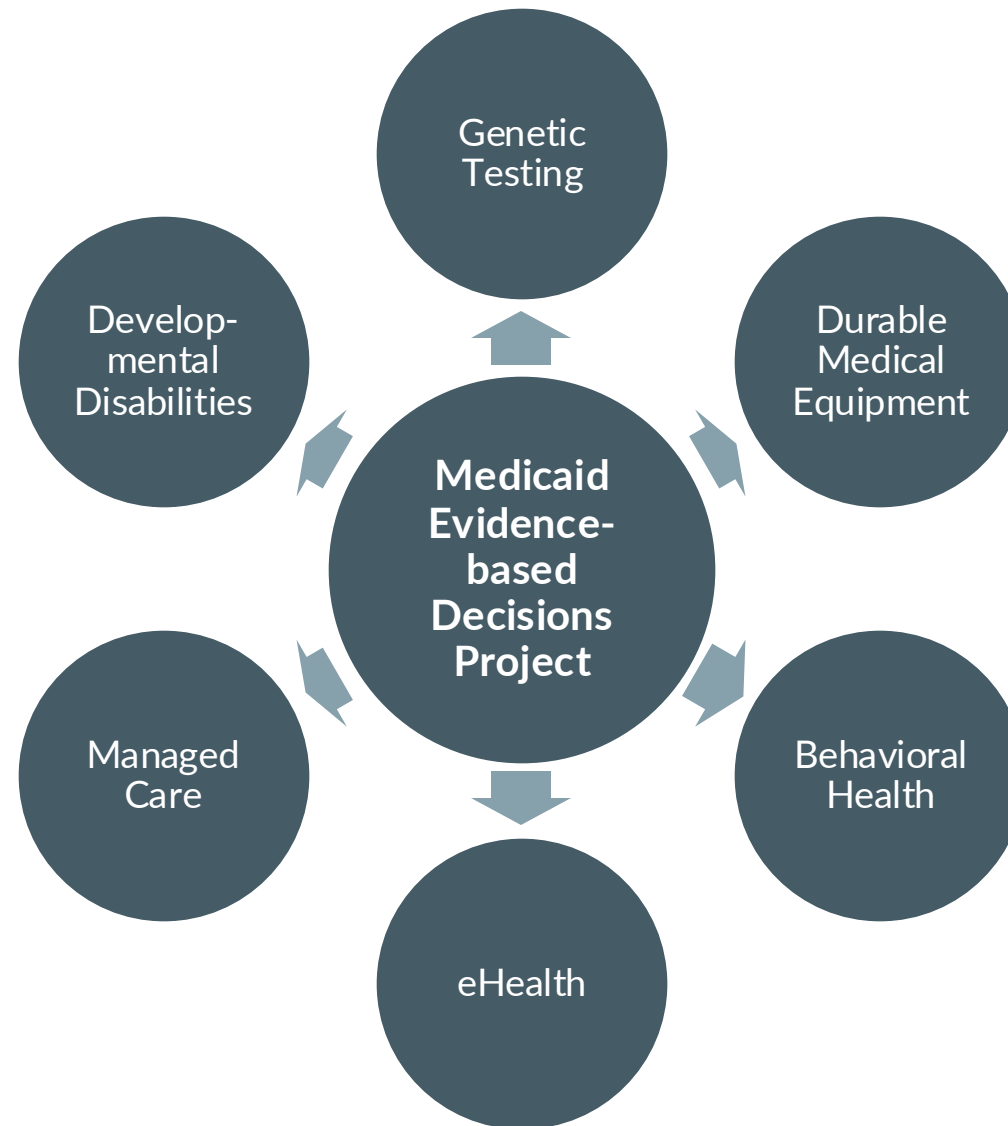 Genetic
Testing
Develop-
mental
Disabilities
Durable
Medical
Equipment
Medicaid
Evidence-
based
Decisions
Project
Managed
Care
Behavioral
Health
eHealth